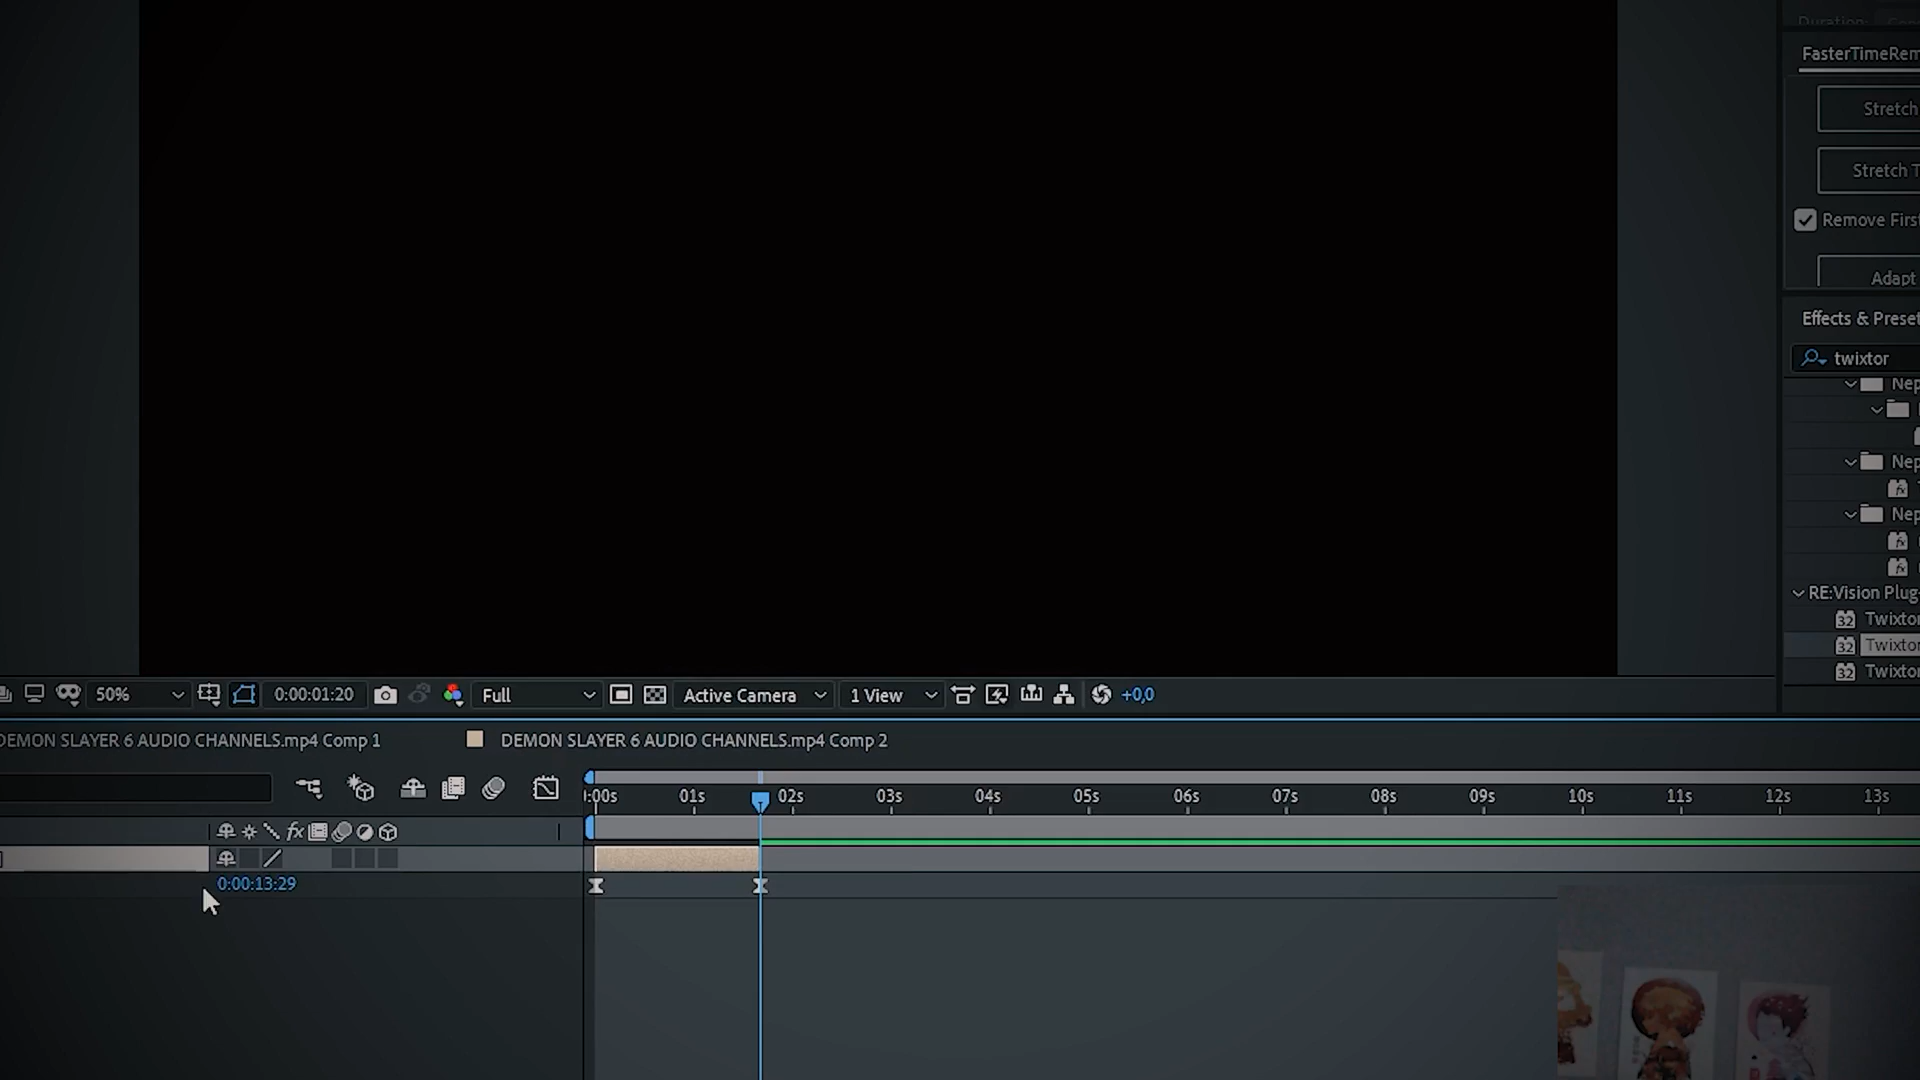 Duration:
FasterTimeRem
Stretch
Stretch T
Remove Firs
Adapt
Effects & Preset
twixtor
Nep
Nep
Nep
RE:Vision Plug-
Twixtor
Twixtor
Twixtor
50%
0:00:01:20
Full
Active Camera
1 View
+0,0
DEMON SLAYER 6 AUDIO CHANNELS.mp4 Comp 1
DEMON SLAYER 6 AUDIO CHANNELS.mp4 Comp 2
:00s 01s 02s 03s 04s 05s 06s 07s 08s 09s 10s 11s 12s 13s
fx
0:00:13:29